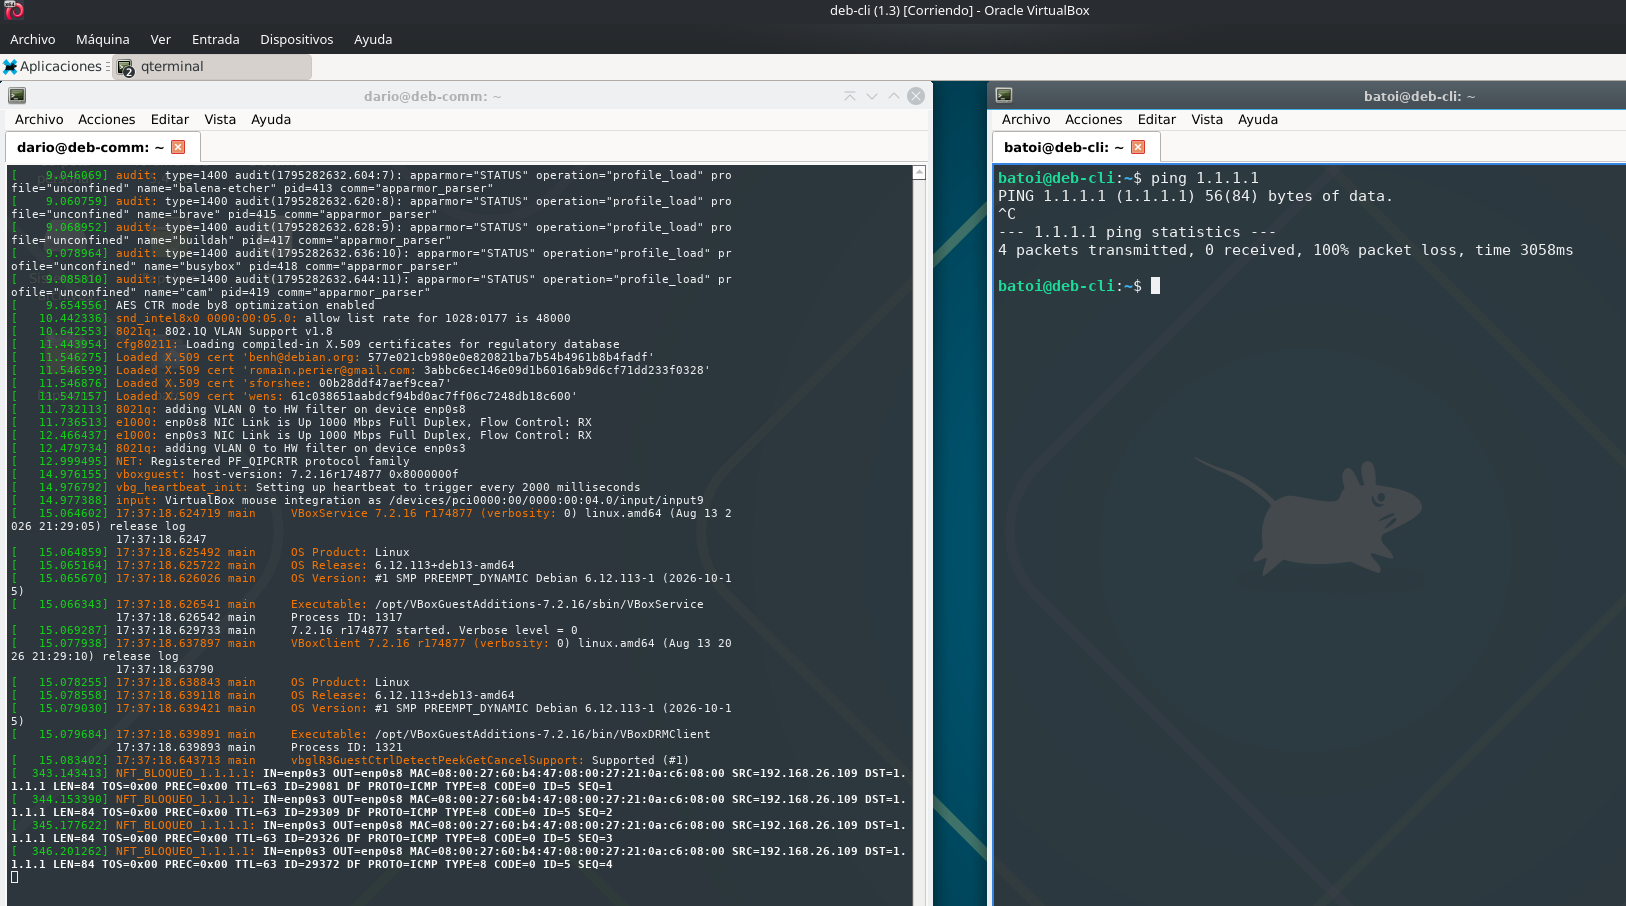 deb-cli (1.3) [Corriendo] - Oracle VirtualBox
Archivo Máquina Ver Entrada Dispositivos Ayuda
Aplicaciones 2 qterminal
dario@deb-comm: ~
Archivo Acciones Editar Vista Ayuda
dario@deb-comm: ~
[    9.046069] audit: type=1400 audit(1795282632.604:7): apparmor="STATUS" operation="profile_load" pro
file="unconfined" name="balena-etcher" pid=413 comm="apparmor_parser"
[    9.060759] audit: type=1400 audit(1795282632.620:8): apparmor="STATUS" operation="profile_load" pro
file="unconfined" name="brave" pid=415 comm="apparmor_parser"
[    9.068952] audit: type=1400 audit(1795282632.628:9): apparmor="STATUS" operation="profile_load" pro
file="unconfined" name="buildah" pid=417 comm="apparmor_parser"
[    9.078964] audit: type=1400 audit(1795282632.636:10): apparmor="STATUS" operation="profile_load" pr
ofile="unconfined" name="busybox" pid=418 comm="apparmor_parser"
[    9.085810] audit: type=1400 audit(1795282632.644:11): apparmor="STATUS" operation="profile_load" pr
ofile="unconfined" name="cam" pid=419 comm="apparmor_parser"
[    9.654556] AES CTR mode by8 optimization enabled
[   10.442336] snd_intel8x0 0000:00:05.0: allow list rate for 1028:0177 is 48000
[   10.642553] 8021q: 802.1Q VLAN Support v1.8
[   11.443954] cfg80211: Loading compiled-in X.509 certificates for regulatory database
[   11.546275] Loaded X.509 cert 'benh@debian.org: 577e021cb980e0e820821ba7b54b4961b8b4fadf'
[   11.546599] Loaded X.509 cert 'romain.perier@gmail.com: 3abbc6ec146e09d1b6016ab9d6cf71dd233f0328'
[   11.546876] Loaded X.509 cert 'sforshee: 00b28ddf47aef9cea7'
[   11.547157] Loaded X.509 cert 'wens: 61c038651aabdcf94bd0ac7ff06c7248db18c600'
[   11.732113] 8021q: adding VLAN 0 to HW filter on device enp0s8
[   11.736513] e1000: enp0s8 NIC Link is Up 1000 Mbps Full Duplex, Flow Control: RX
[   12.466437] e1000: enp0s3 NIC Link is Up 1000 Mbps Full Duplex, Flow Control: RX
[   12.479734] 8021q: adding VLAN 0 to HW filter on device enp0s3
[   12.999495] NET: Registered PF_QIPCRTR protocol family
[   14.976155] vboxguest: host-version: 7.2.16r174877 0x8000000f
[   14.976792] vbg_heartbeat_init: Setting up heartbeat to trigger every 2000 milliseconds
[   14.977388] input: VirtualBox mouse integration as /devices/pci0000:00/0000:00:04.0/input/input9
[   15.064602] 17:37:18.624719 main     VBoxService 7.2.16 r174877 (verbosity: 0) linux.amd64 (Aug 13 2
026 21:29:05) release log
17:37:18.6247
[   15.064859] 17:37:18.625492 main     OS Product: Linux
[   15.065164] 17:37:18.625722 main     OS Release: 6.12.113+deb13-amd64
[   15.065670] 17:37:18.626026 main     OS Version: #1 SMP PREEMPT_DYNAMIC Debian 6.12.113-1 (2026-10-1
5)
[   15.066343] 17:37:18.626541 main     Executable: /opt/VBoxGuestAdditions-7.2.16/sbin/VBoxService
17:37:18.626542 main     Process ID: 1317
[   15.069287] 17:37:18.629733 main     7.2.16 r174877 started. Verbose level = 0
[   15.077938] 17:37:18.637897 main     VBoxClient 7.2.16 r174877 (verbosity: 0) linux.amd64 (Aug 13 20
26 21:29:10) release log
17:37:18.63790
[   15.078255] 17:37:18.638843 main     OS Product: Linux
[   15.078558] 17:37:18.639118 main     OS Release: 6.12.113+deb13-amd64
[   15.079030] 17:37:18.639421 main     OS Version: #1 SMP PREEMPT_DYNAMIC Debian 6.12.113-1 (2026-10-1
5)
[   15.079684] 17:37:18.639891 main     Executable: /opt/VBoxGuestAdditions-7.2.16/bin/VBoxDRMClient
17:37:18.639893 main     Process ID: 1321
[   15.083402] 17:37:18.643713 main     vbglR3GuestCtrlDetectPeekGetCancelSupport: Supported (#1)
[  343.143413] NFT_BLOQUEO_1.1.1.1: IN=enp0s3 OUT=enp0s8 MAC=08:00:27:60:b4:47:08:00:27:21:0a:c6:08:00 SRC=192.168.26.109 DST=1.
1.1.1 LEN=84 TOS=0x00 PREC=0x00 TTL=63 ID=29081 DF PROTO=ICMP TYPE=8 CODE=0 ID=5 SEQ=1
[  344.153390] NFT_BLOQUEO_1.1.1.1: IN=enp0s3 OUT=enp0s8 MAC=08:00:27:60:b4:47:08:00:27:21:0a:c6:08:00 SRC=192.168.26.109 DST=1.
1.1.1 LEN=84 TOS=0x00 PREC=0x00 TTL=63 ID=29309 DF PROTO=ICMP TYPE=8 CODE=0 ID=5 SEQ=2
[  345.177622] NFT_BLOQUEO_1.1.1.1: IN=enp0s3 OUT=enp0s8 MAC=08:00:27:60:b4:47:08:00:27:21:0a:c6:08:00 SRC=192.168.26.109 DST=1.
1.1.1 LEN=84 TOS=0x00 PREC=0x00 TTL=63 ID=29326 DF PROTO=ICMP TYPE=8 CODE=0 ID=5 SEQ=3
[  346.201262] NFT_BLOQUEO_1.1.1.1: IN=enp0s3 OUT=enp0s8 MAC=08:00:27:60:b4:47:08:00:27:21:0a:c6:08:00 SRC=192.168.26.109 DST=1.
1.1.1 LEN=84 TOS=0x00 PREC=0x00 TTL=63 ID=29372 DF PROTO=ICMP TYPE=8 CODE=0 ID=5 SEQ=4
batoi@deb-cli: ~
Archivo Acciones Editar Vista Ayuda
batoi@deb-cli: ~
batoi@deb-cli:~$ ping 1.1.1.1
PING 1.1.1.1 (1.1.1.1) 56(84) bytes of data.
^C
--- 1.1.1.1 ping statistics ---
4 packets transmitted, 0 received, 100% packet loss, time 3058ms
batoi@deb-cli:~$